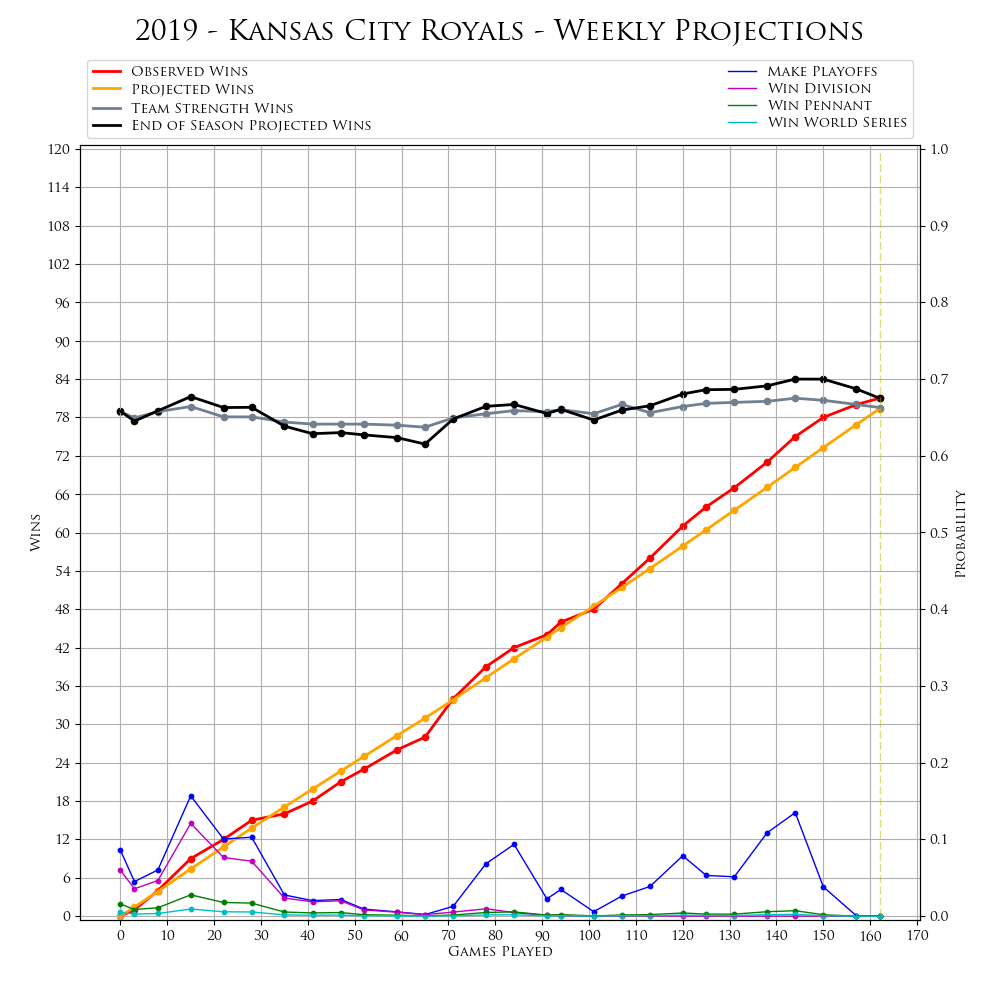 2019 - Kansas City Royals - Weekly Projections
Observed Wins
Projected Wins
Team Strength Wins
End of Season Projected Wins
Make Playoffs
Win Division
Win Pennant
Win World Series
120
114
108
102
96
90
84
78
72
66
60
54
48
42
36
30
24
18
12
6
0
Wins
1.0
0.9
0.8
0.7
0.6
0.5
0.4
0.3
0.2
0.1
0.0
Probability
0 10 20 30 40 50 60 70 80 90 100 110 120 130 140 150 160 170
Games Played